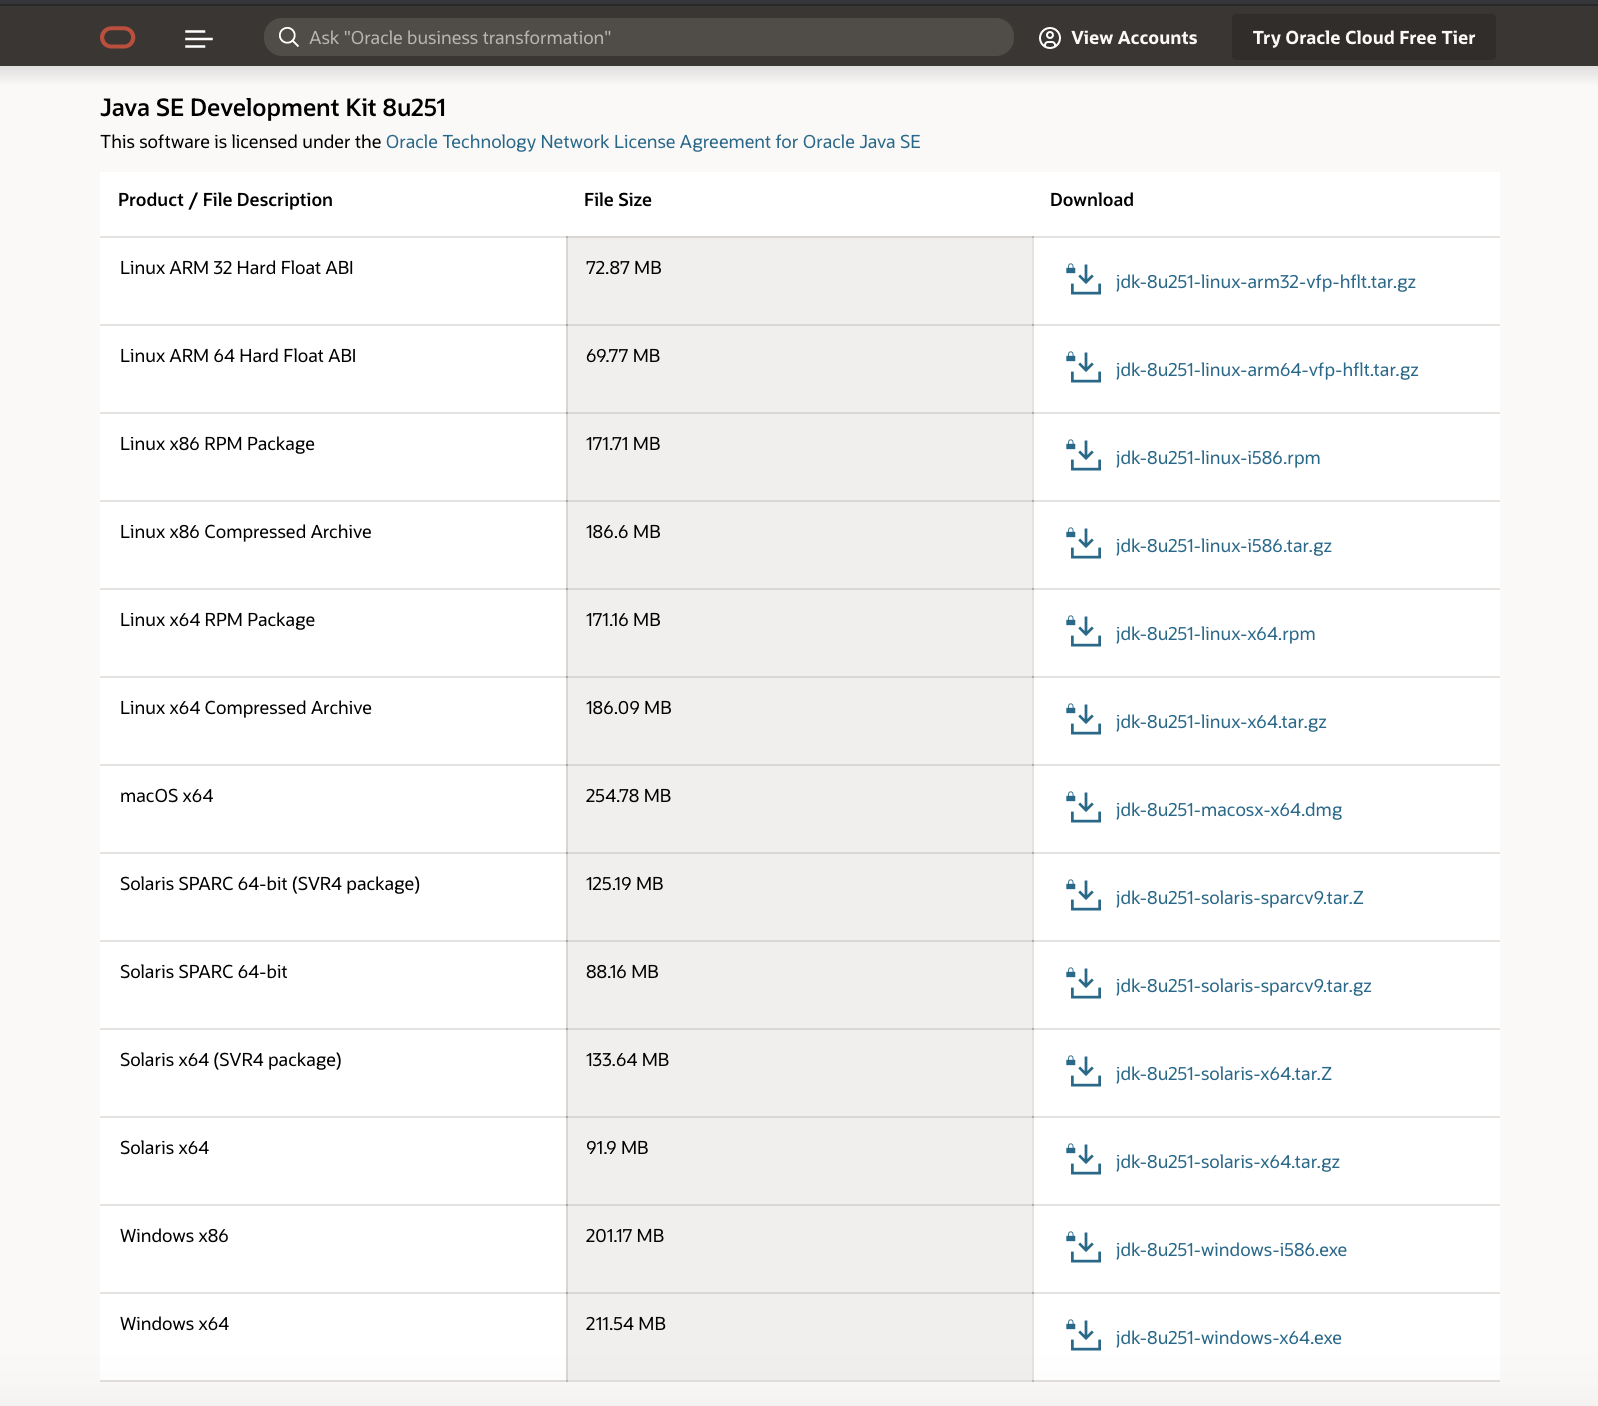 Ask "Oracle business transformation"
View Accounts
Try Oracle Cloud Free Tier
Java SE Development Kit 8u251
This software is licensed under the Oracle Technology Network License Agreement for Oracle Java SE
Product / File Description File Size Download
Linux ARM 32 Hard Float ABI 72.87 MB jdk-8u251-linux-arm32-vfp-hflt.tar.gz
Linux ARM 64 Hard Float ABI 69.77 MB jdk-8u251-linux-arm64-vfp-hflt.tar.gz
Linux x86 RPM Package 171.71 MB jdk-8u251-linux-i586.rpm
Linux x86 Compressed Archive 186.6 MB jdk-8u251-linux-i586.tar.gz
Linux x64 RPM Package 171.16 MB jdk-8u251-linux-x64.rpm
Linux x64 Compressed Archive 186.09 MB jdk-8u251-linux-x64.tar.gz
macOS x64 254.78 MB jdk-8u251-macosx-x64.dmg
Solaris SPARC 64-bit (SVR4 package) 125.19 MB jdk-8u251-solaris-sparcv9.tar.Z
Solaris SPARC 64-bit 88.16 MB jdk-8u251-solaris-sparcv9.tar.gz
Solaris x64 (SVR4 package) 133.64 MB jdk-8u251-solaris-x64.tar.Z
Solaris x64 91.9 MB jdk-8u251-solaris-x64.tar.gz
Windows x86 201.17 MB jdk-8u251-windows-i586.exe
Windows x64 211.54 MB jdk-8u251-windows-x64.exe